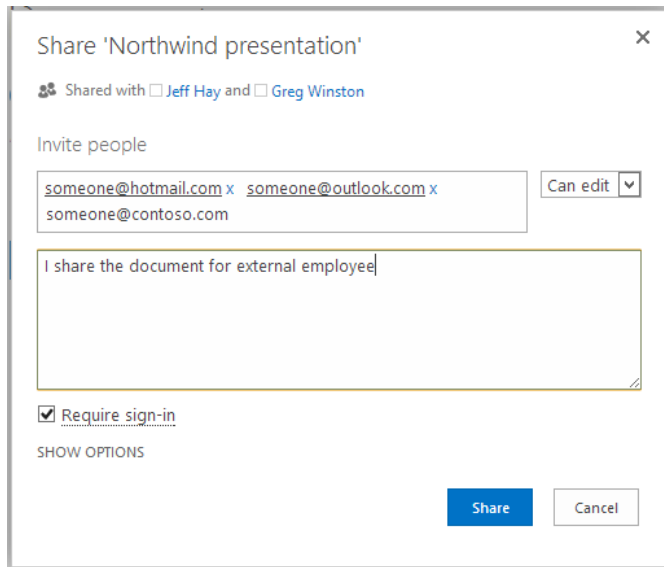 Share 'Northwind presentation'
Shared with Jeff Hay and Greg Winston
Invite people
someone@hotmail.com x someone@outlook.com x
someone@contoso.com
Can edit
I share the document for external employee
Require sign-in
SHOW OPTIONS
Share Cancel